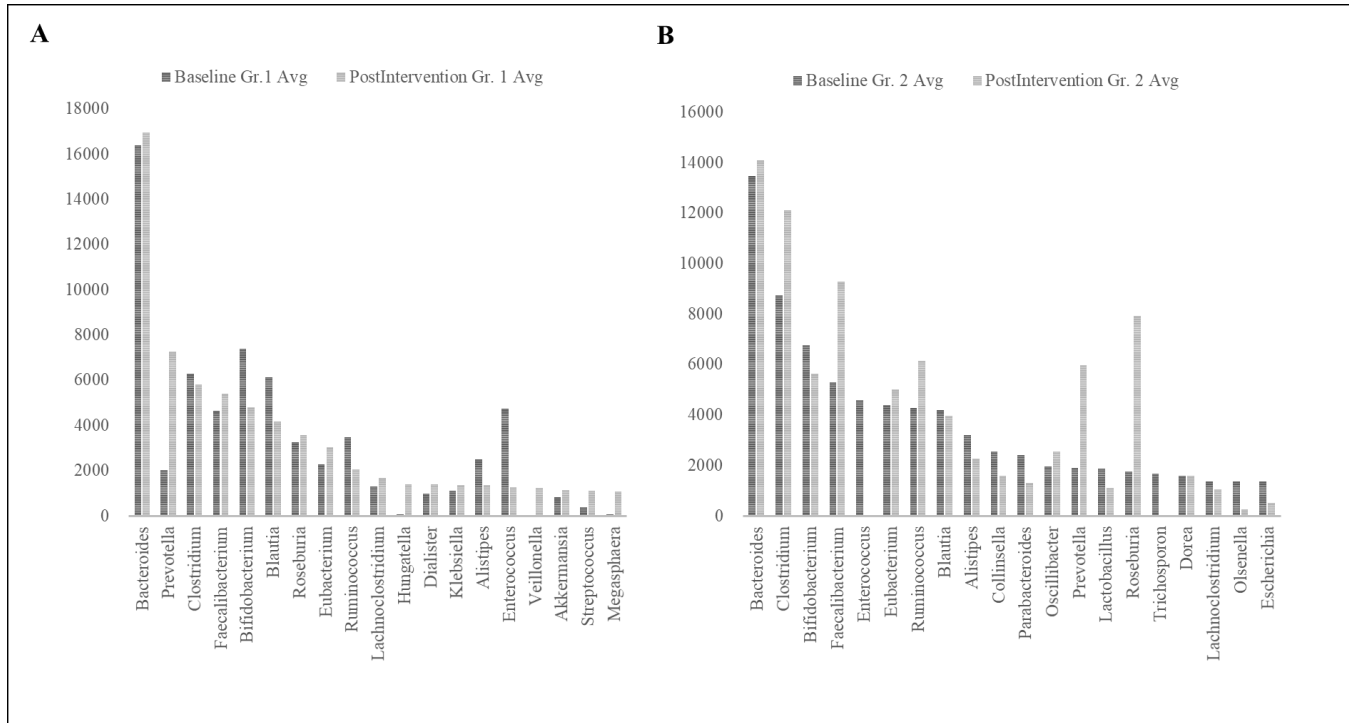 A
Baseline Gr.1 Avg PostIntervention Gr. 1 Avg
18000
16000
14000
12000
10000
8000
6000
4000
2000
0
Bacteroides
Prevotella
Clostridium
Faecalibacterium
Bifidobacterium
Blautia
Roseburia
Eubacterium
Ruminococcus
Lachnoclostridium
Hungatella
Dialister
Klebsiella
Alistipes
Enterococcus
Veillonella
Akkermansia
Streptococcus
Megasphaera
B
Baseline Gr. 2 Avg PostIntervention Gr. 2 Avg
16000
14000
12000
10000
8000
6000
4000
2000
0
Bacteroides
Clostridium
Bifidobacterium
Faecalibacterium
Enterococcus
Eubacterium
Ruminococcus
Blautia
Alistipes
Collinsella
Parabacteroides
Oscillibacter
Prevotella
Lactobacillus
Roseburia
Trichosporon
Dorea
Lachnoclostridium
Olsenella
Escherichia